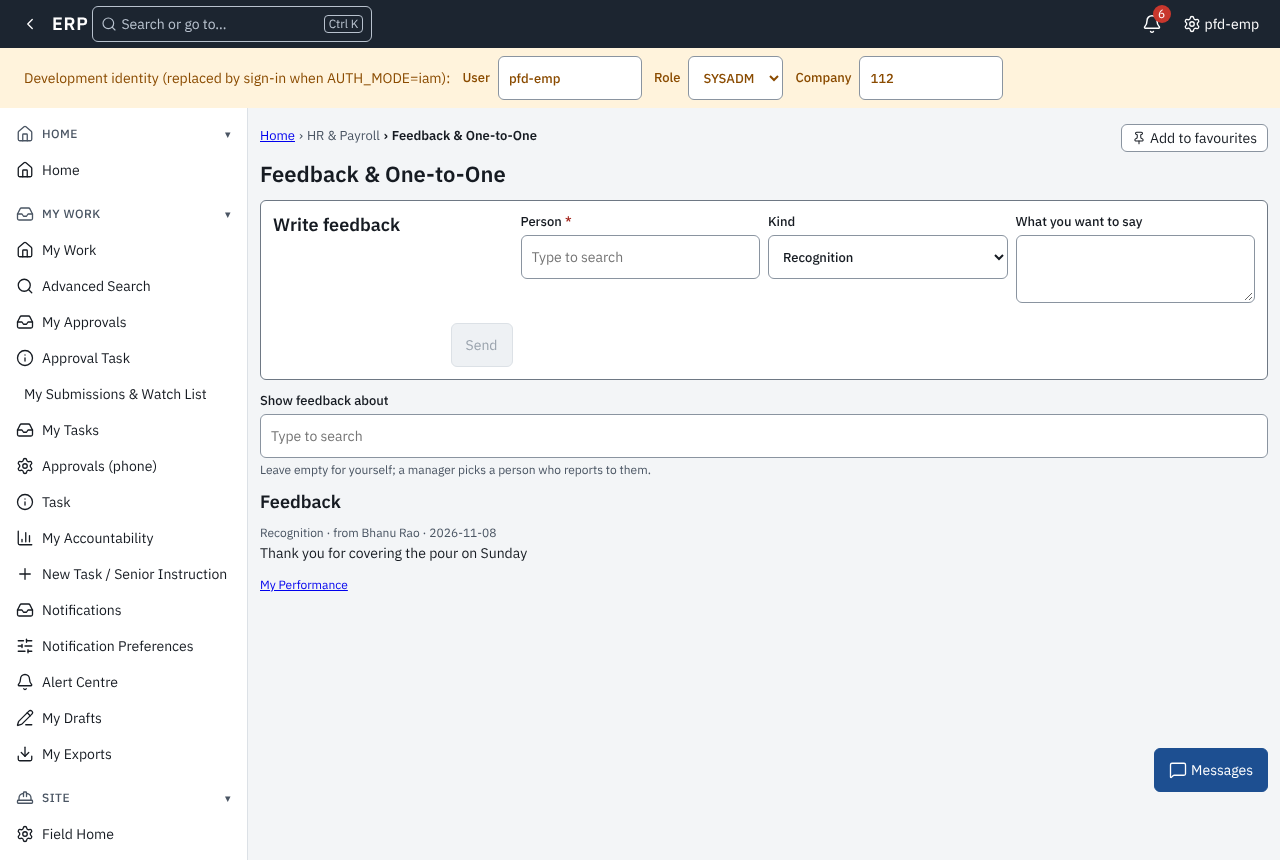 ERP
Search or go to...
Ctrl K
6
pfd-emp
Development identity (replaced by sign-in when AUTH_MODE=iam):
User
pfd-emp
Role
SYSADM
Company
112
HOME
Home
MY WORK
My Work
Advanced Search
My Approvals
Approval Task
My Submissions & Watch List
My Tasks
Approvals (phone)
Task
My Accountability
New Task / Senior Instruction
Notifications
Notification Preferences
Alert Centre
My Drafts
My Exports
SITE
Field Home
Home › HR & Payroll › Feedback & One-to-One
Add to favourites
Feedback & One-to-One
Write feedback
Person *
Type to search
Kind
Recognition
What you want to say
Send
Show feedback about
Type to search
Leave empty for yourself; a manager picks a person who reports to them.
Feedback
Recognition · from Bhanu Rao · 2026-11-08
Thank you for covering the pour on Sunday
My Performance
Messages